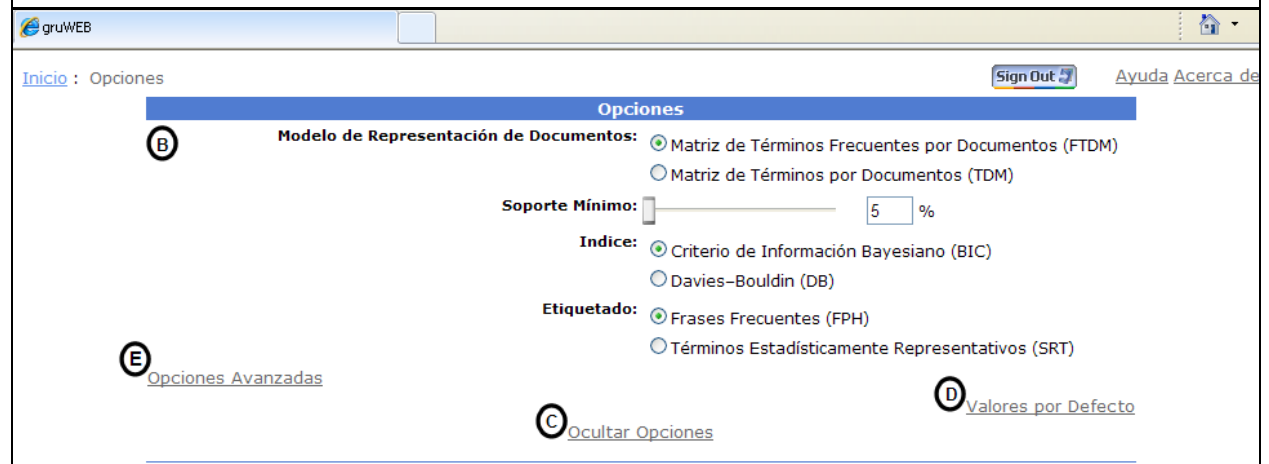 gruWEB
Inicio : Opciones
Sign Out
Ayuda Acerca de
Opciones
B
Modelo de Representación de Documentos:
Matriz de Términos Frecuentes por Documentos (FTDM)
Matriz de Términos por Documentos (TDM)
Soporte Mínimo:
5 %
Indice:
Criterio de Información Bayesiano (BIC)
Davies–Bouldin (DB)
Etiquetado:
Frases Frecuentes (FPH)
Términos Estadísticamente Representativos (SRT)
E
Opciones Avanzadas
D
Valores por Defecto
C
Ocultar Opciones